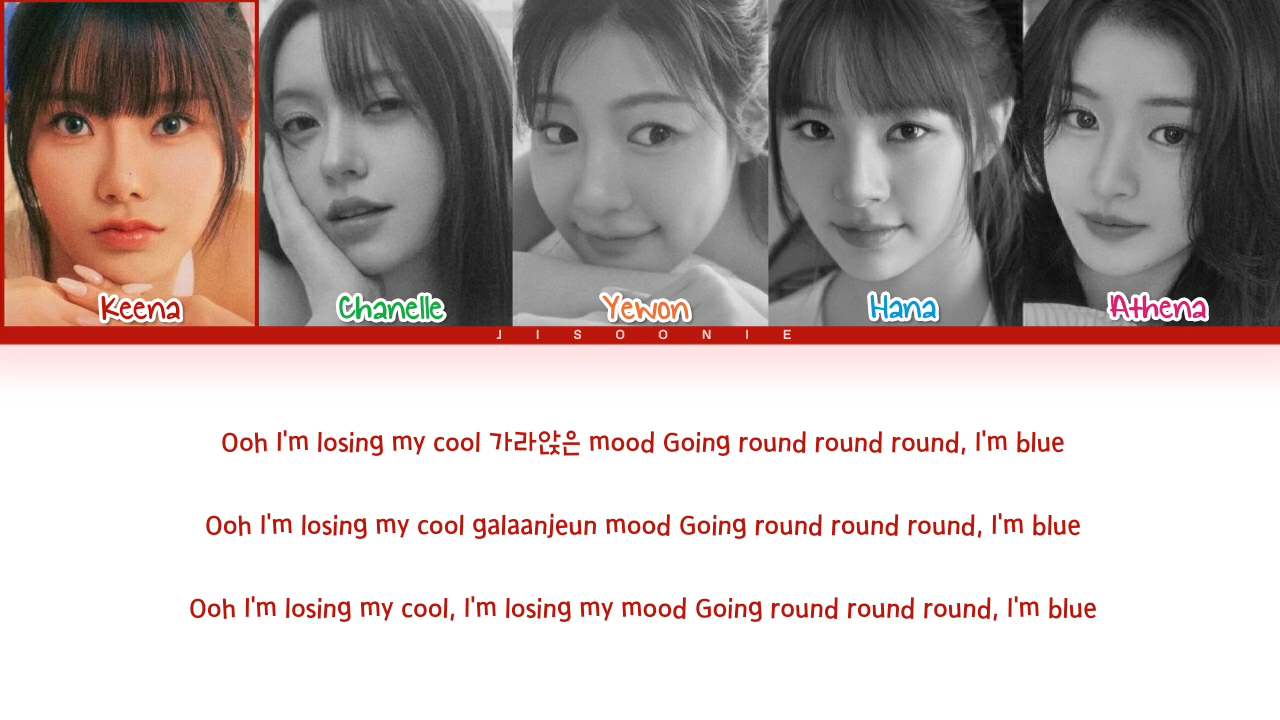 Keena
Chanelle
Yewon
Hana
Athena
JISOONIE
Ooh I'm losing my cool 가라앉은 mood Going round round round, I'm blue
Ooh I'm losing my cool galaanjeun mood Going round round round, I'm blue
Ooh I'm losing my cool, I'm losing my mood Going round round round, I'm blue